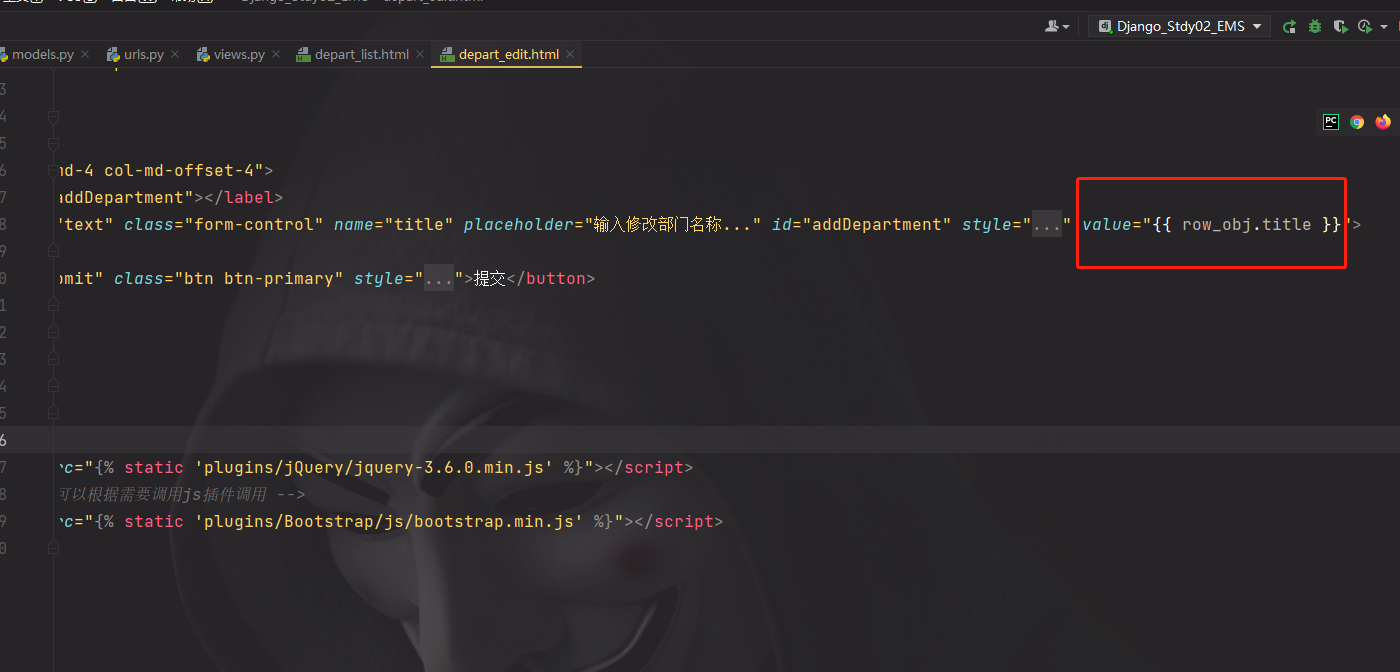 Django_Stdy02_EMS
models.py × urls.py × views.py × depart_list.html × depart_edit.html ×
3
4
5
6 nd-4 col-md-offset-4">
7 addDepartment"></label>
8 "text" class="form-control" name="title" placeholder="输入修改部门名称..." id="addDepartment" style="..." value="{{ row_obj.title }}">
9
0 omit" class="btn btn-primary" style="...">提交</button>
1
2
3
4
5
6
7 rc="{% static 'plugins/jQuery/jquery-3.6.0.min.js' %}"></script>
8 可以根据需要调用js插件调用 -->
9 rc="{% static 'plugins/Bootstrap/js/bootstrap.min.js' %}"></script>
0